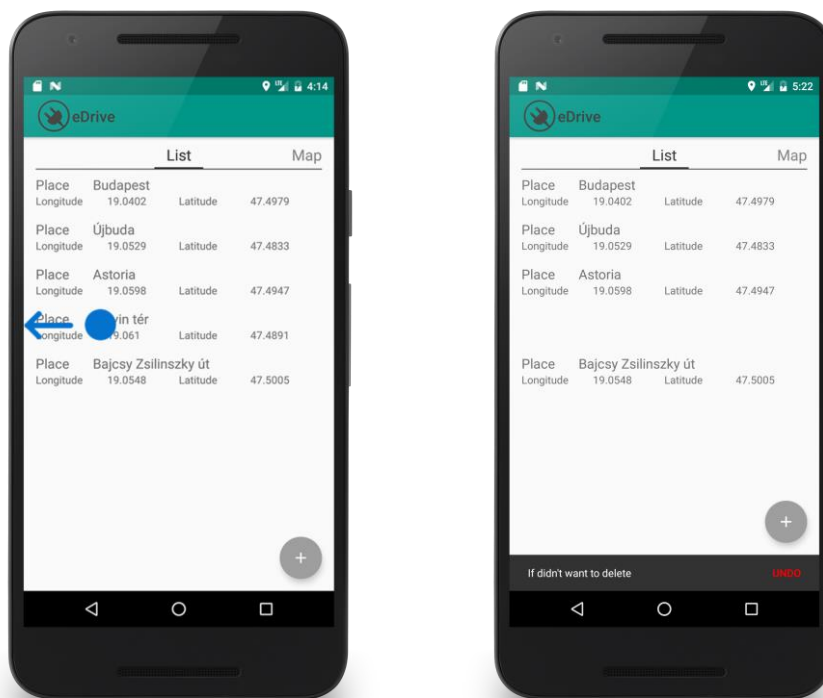 4:14
eDrive
List Map
Place Budapest
Longitude 19.0402 Latitude 47.4979
Place Újbuda
Longitude 19.0529 Latitude 47.4833
Place Astoria
Longitude 19.0598 Latitude 47.4947
Place vin tér
Longitude 19.061 Latitude 47.4891
Place Bajcsy Zsilinszky út
Longitude 19.0548 Latitude 47.5005
+
5:22
eDrive
List Map
Place Budapest
Longitude 19.0402 Latitude 47.4979
Place Újbuda
Longitude 19.0529 Latitude 47.4833
Place Astoria
Longitude 19.0598 Latitude 47.4947
Place Bajcsy Zsilinszky út
Longitude 19.0548 Latitude 47.5005
+
If didn't want to delete UNDO